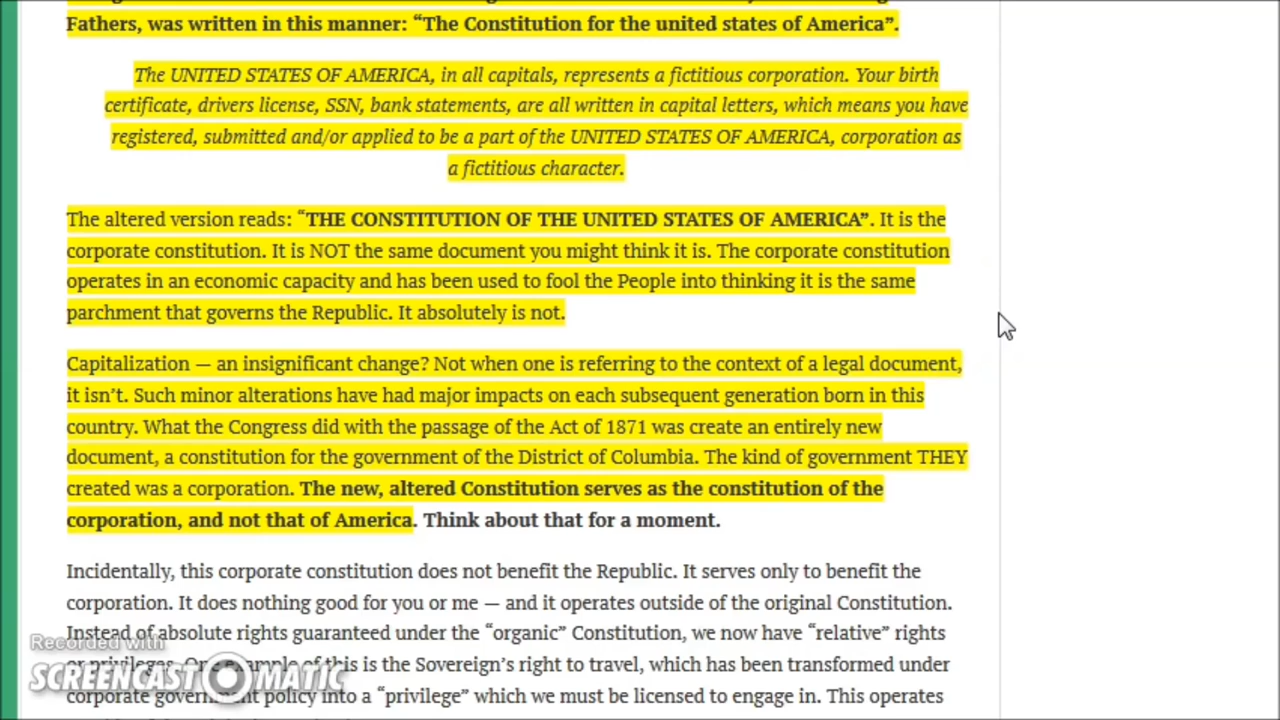 Fathers, was written in this manner: “The Constitution for the united states of America”.
The UNITED STATES OF AMERICA, in all capitals, represents a fictitious corporation. Your birth
certificate, drivers license, SSN, bank statements, are all written in capital letters, which means you have
registered, submitted and/or applied to be a part of the UNITED STATES OF AMERICA, corporation as
a fictitious character.
The altered version reads: “THE CONSTITUTION OF THE UNITED STATES OF AMERICA”. It is the
corporate constitution. It is NOT the same document you might think it is. The corporate constitution
operates in an economic capacity and has been used to fool the People into thinking it is the same
parchment that governs the Republic. It absolutely is not.
Capitalization — an insignificant change? Not when one is referring to the context of a legal document,
it isn’t. Such minor alterations have had major impacts on each subsequent generation born in this
country. What the Congress did with the passage of the Act of 1871 was create an entirely new
document, a constitution for the government of the District of Columbia. The kind of government THEY
created was a corporation. The new, altered Constitution serves as the constitution of the
corporation, and not that of America. Think about that for a moment.
Incidentally, this corporate constitution does not benefit the Republic. It serves only to benefit the
corporation. It does nothing good for you or me — and it operates outside of the original Constitution.
Instead of absolute rights guaranteed under the “organic” Constitution, we now have “relative” rights
or privileges. One example of this is the Sovereign’s right to travel, which has been transformed under
corporate government policy into a “privilege” which we must be licensed to engage in. This operates
Recorded with
SCREENCAST MATIC